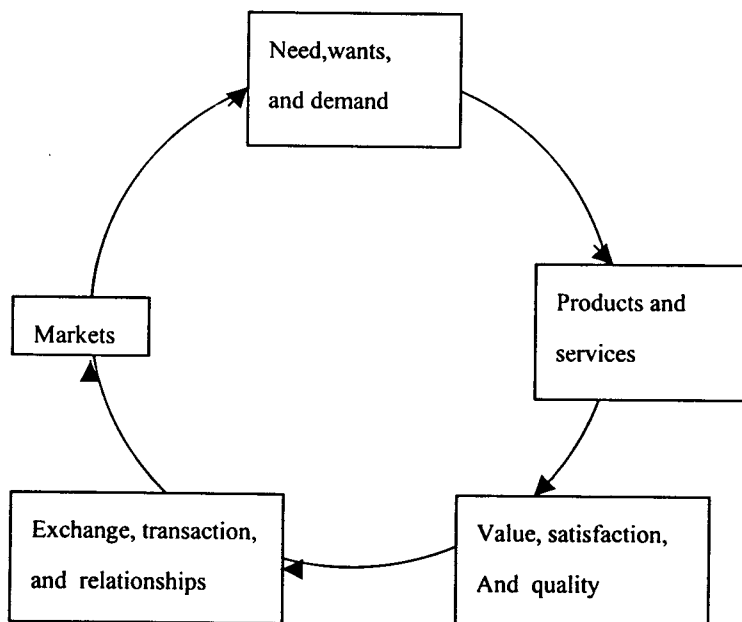 Need,wants,
and demand
Products and
services
Markets
Exchange, transaction,
and relationships
Value, satisfaction,
And quality